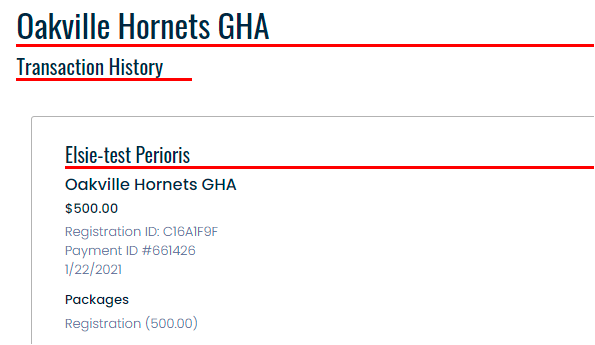 Oakville Hornets GHA
Transaction History
Elsie-test Perioris
Oakville Hornets GHA
$500.00
Registration ID: C16A1F9F
Payment ID #661426
1/22/2021
Packages
Registration (500.00)